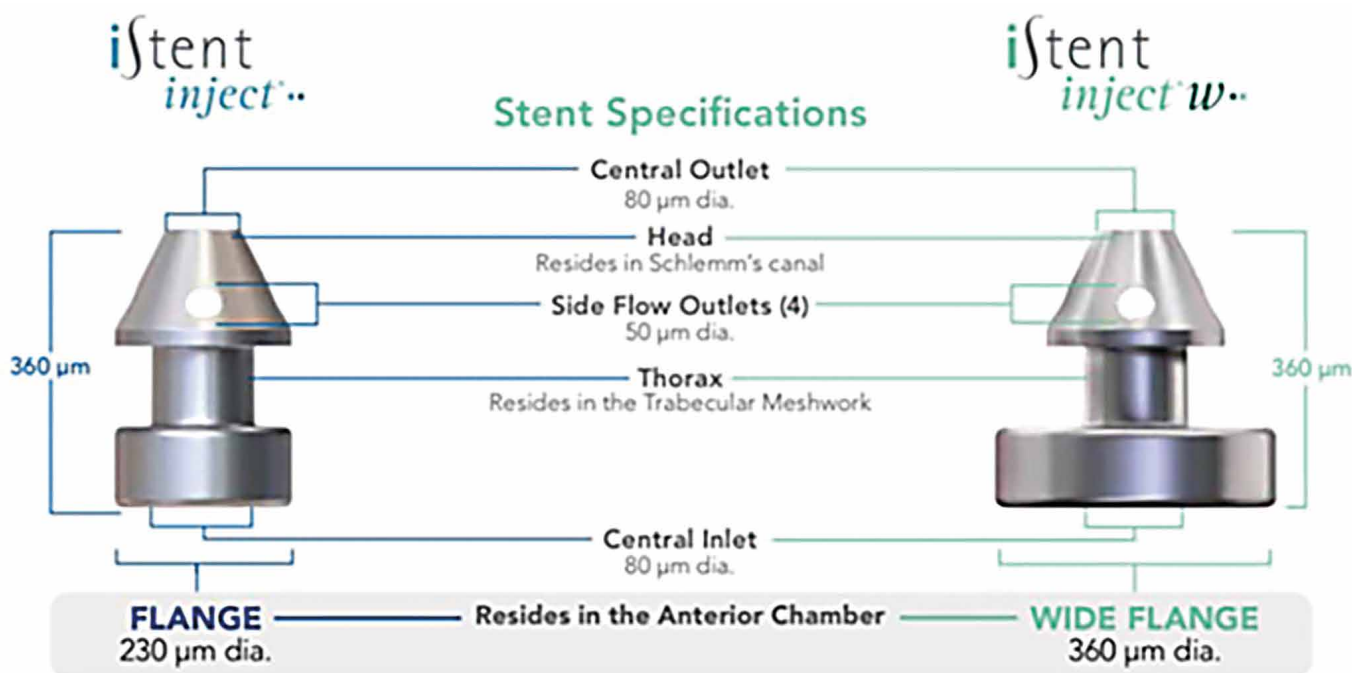 iStent
inject ••
iStent
inject W ••
Stent Specifications
Central Outlet
80 µm dia.
Head
Resides in Schlemm's canal
Side Flow Outlets (4)
50 µm dia.
360 µm
360 µm
Thorax
Resides in the Trabecular Meshwork
Central Inlet
80 µm dia.
FLANGE
230 µm dia.
Resides in the Anterior Chamber
WIDE FLANGE
360 µm dia.